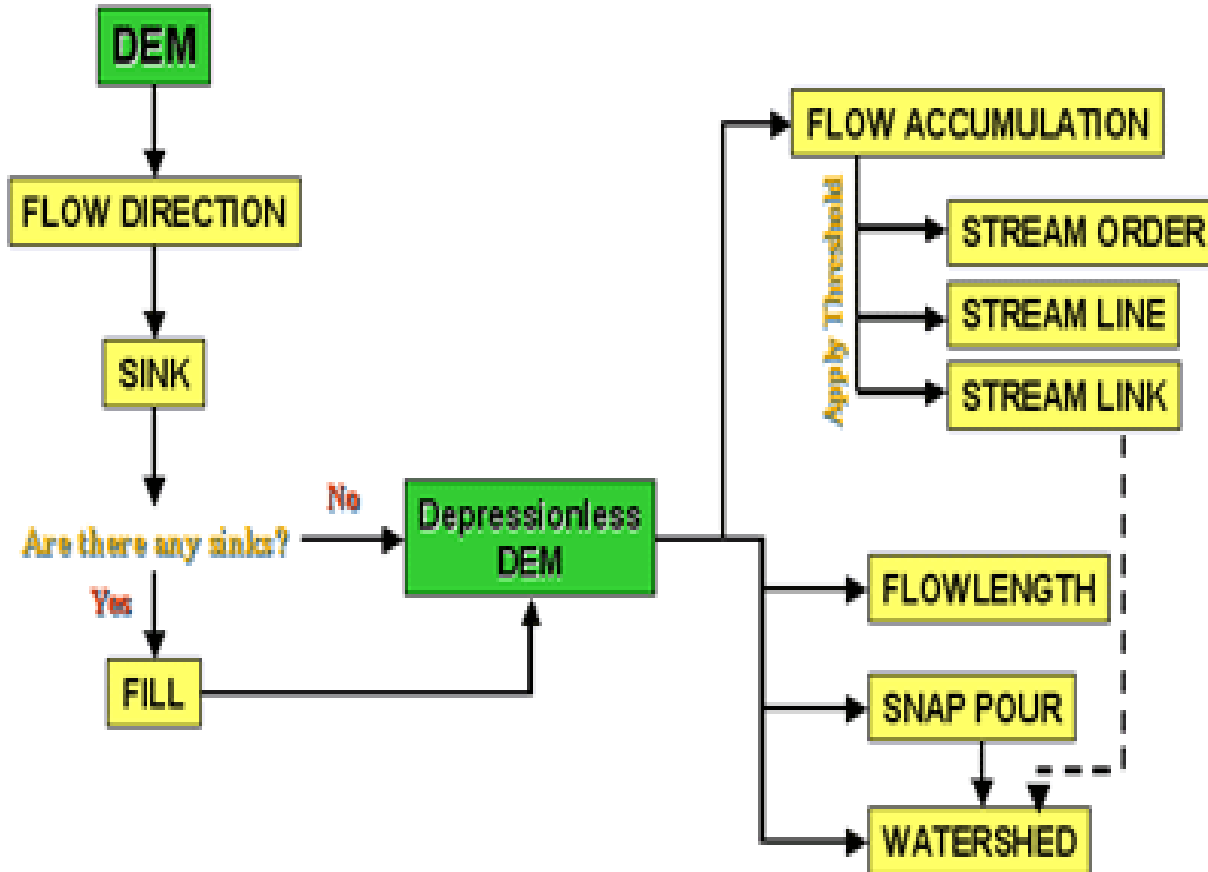 DEM
FLOW DIRECTION
SINK
Are there any sinks?
No
Yes
FILL
Depressionless
DEM
FLOW ACCUMULATION
Apply Threshold
STREAM ORDER
STREAM LINE
STREAM LINK
FLOWLENGTH
SNAP POUR
WATERSHED